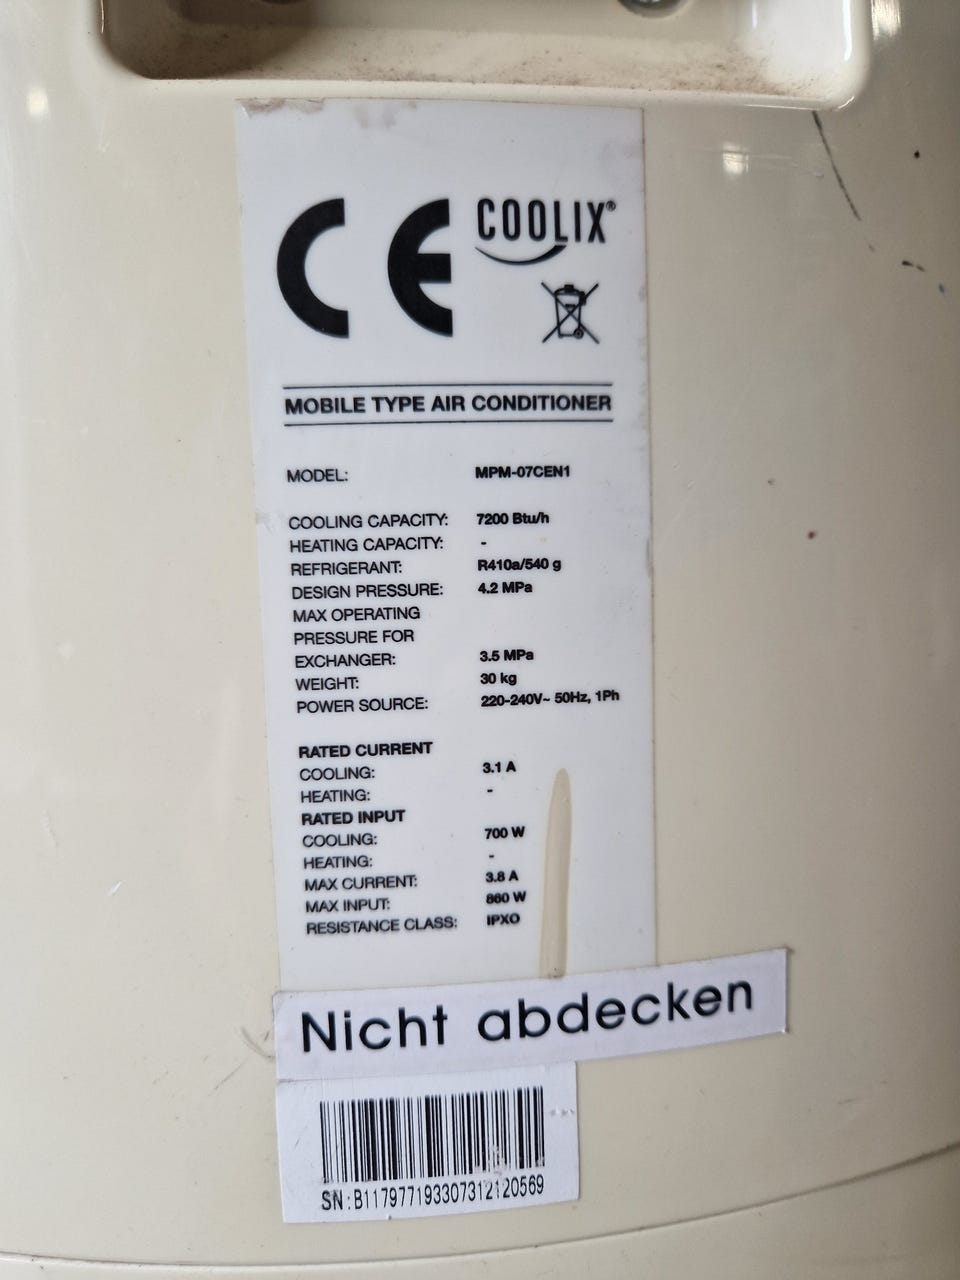 CE COOLIX®
MOBILE TYPE AIR CONDITIONER
MODEL: MPM-07CEN1
COOLING CAPACITY: 7200 Btu/h
HEATING CAPACITY: -
REFRIGERANT: R410a/540 g
DESIGN PRESSURE: 4.2 MPa
MAX OPERATING
PRESSURE FOR
EXCHANGER: 3.5 MPa
WEIGHT: 30 kg
POWER SOURCE: 220-240V~ 50Hz, 1Ph
RATED CURRENT
COOLING: 3.1 A
HEATING: -
RATED INPUT
COOLING: 700 W
HEATING: -
MAX CURRENT: 3.8 A
MAX INPUT: 860 W
RESISTANCE CLASS: IPXO
Nicht abdecken
SN:B117977193307312120569